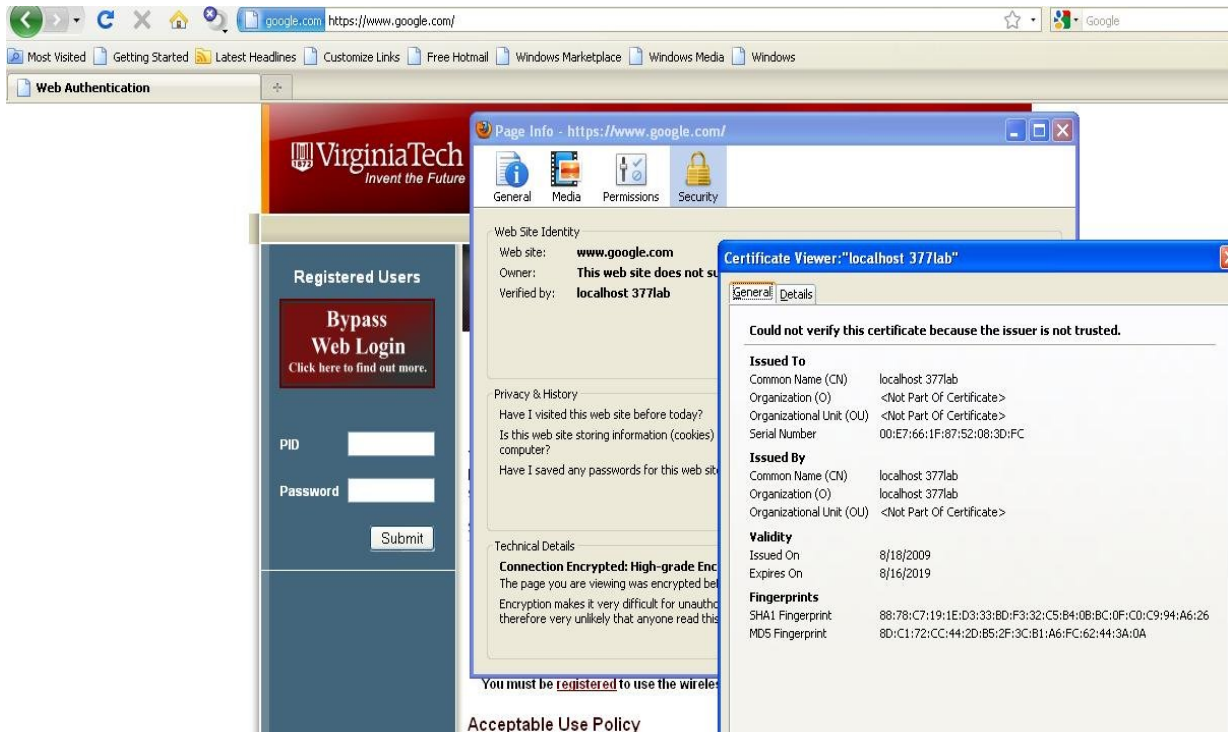 google.com https://www.google.com/
Google
Most Visited Getting Started Latest Headlines Customize Links Free Hotmail Windows Marketplace Windows Media Windows
Web Authentication
1872
VirginiaTech
Invent the Future
Registered Users
Bypass
Web Login
Click here to find out more.
PID
Password
Submit
Page Info - https://www.google.com/
General Media Permissions Security
Web Site Identity
Web site: www.google.com
Owner: This web site does not su
Verified by: localhost 377lab
Privacy & History
Have I visited this web site before today?
Is this web site storing information (cookies)
computer?
Have I saved any passwords for this web sit
Technical Details
Connection Encrypted: High-grade Enc
The page you are viewing was encrypted be
Encryption makes it very difficult for unautho
therefore very unlikely that anyone read this
You must be registered to use the wirele
Acceptable Use Policy
Certificate Viewer:"localhost 377lab"
General Details
Could not verify this certificate because the issuer is not trusted.
Issued To
Common Name (CN) localhost 377lab
Organization (O) <Not Part Of Certificate>
Organizational Unit (OU) <Not Part Of Certificate>
Serial Number 00:E7:66:1F:87:52:08:3D:FC
Issued By
Common Name (CN) localhost 377lab
Organization (O) localhost 377lab
Organizational Unit (OU) <Not Part Of Certificate>
Validity
Issued On 8/18/2009
Expires On 8/16/2019
Fingerprints
SHA1 Fingerprint 88:78:C7:19:1E:D3:33:BD:F3:32:C5:B4:0B:BC:0F:C0:C9:94:A6:26
MD5 Fingerprint 8D:C1:72:CC:44:2D:B5:2F:3C:B1:A6:FC:62:44:3A:0A